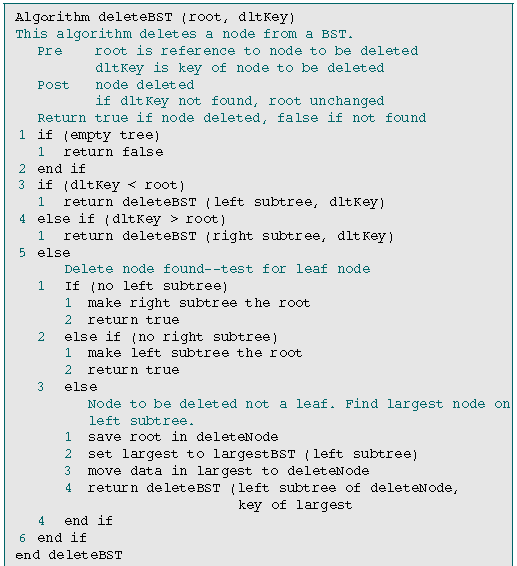 Algorithm deleteBST (root, dltKey)
This algorithm deletes a node from a BST.
Pre root is reference to node to be deleted
dltKey is key of node to be deleted
Post node deleted
if dltKey not found, root unchanged
Return true if node deleted, false if not found
1 if (empty tree)
1 return false
2 end if
3 if (dltKey < root)
1 return deleteBST (left subtree, dltKey)
4 else if (dltKey > root)
1 return deleteBST (right subtree, dltKey)
5 else
Delete node found--test for leaf node
1 If (no left subtree)
1 make right subtree the root
2 return true
2 else if (no right subtree)
1 make left subtree the root
2 return true
3 else
Node to be deleted not a leaf. Find largest node on
left subtree.
1 save root in deleteNode
2 set largest to largestBST (left subtree)
3 move data in largest to deleteNode
4 return deleteBST (left subtree of deleteNode,
key of largest
4 end if
6 end if
end deleteBST